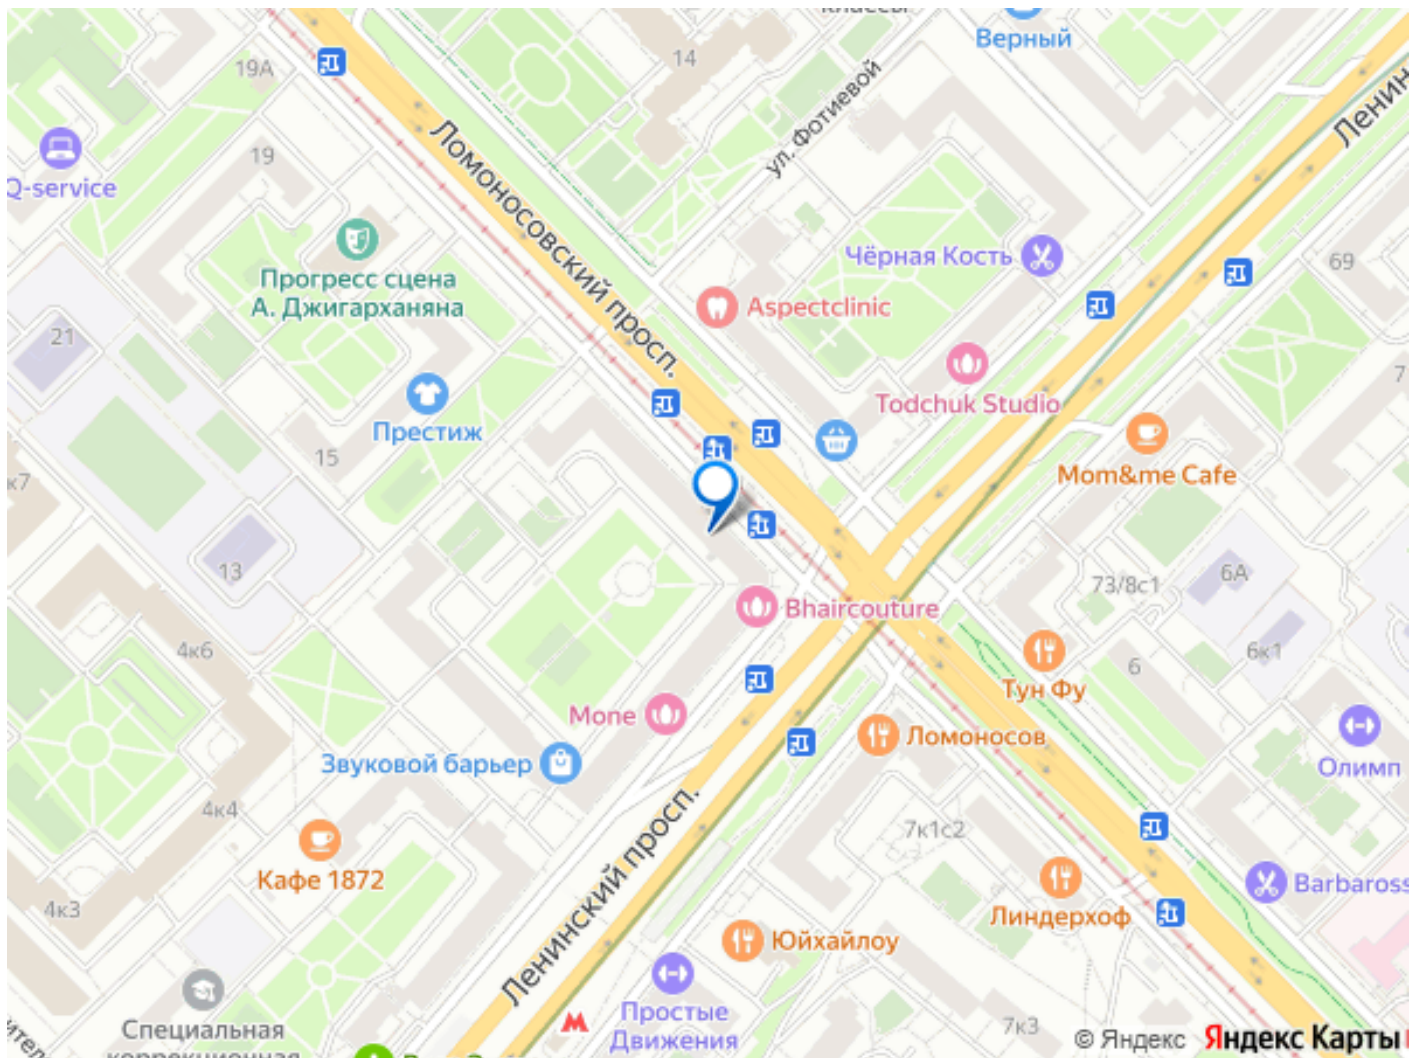 Верный
14
19А
ул. Фотиевой
Ленин
Ломоносовский просп.
Q-service
19
Чёрная Кость
69
Прогресс сцена
А. Джигарханяна
Aspectclinic
21
Todchuk Studio
7
Престиж
15
Mom&me Cafe
к7
13
73/8с1
6А
Bhaircouture
4к6
6к1
6
Тун Фу
Mone
Ломоносов
Олимп
Звуковой барьер
4к4
7к1с2
Кафе 1872
Barbaross
4к3
Линдерхоф
Юйхайлоу
Ленинский просп.
Специальная
коррекционная
Простые
Движения
7к3
© Яндекс Яндекс Карты